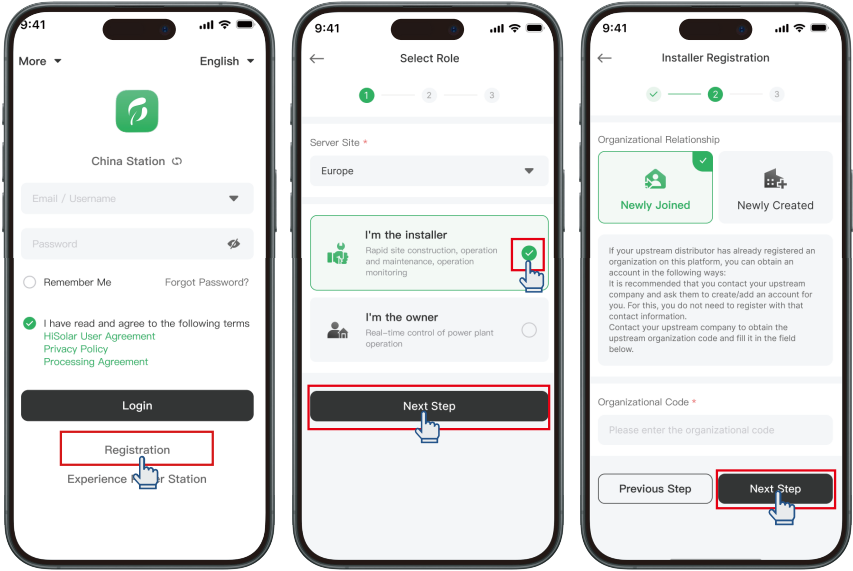 9:41
More
English
China Station
Email / Username
Password
Remember Me
Forgot Password?
I have read and agree to the following terms
HiSolar User Agreement
Privacy Policy
Processing Agreement
Login
Registration
Experience
er Station
9:41
Select Role
1
2
3
Server Site *
Europe
I'm the installer
Rapid site construction, operation
and maintenance, operation
monitoring
I'm the owner
Real-time control of power plant
operation
Next Step
9:41
Installer Registration
2
3
Organizational Relationship
Newly Joined
Newly Created
If your upstream distributor has already registered an
organization on this platform, you can obtain an
account in the following ways:
It is recommended that you contact your upstream
company and ask them to create/add an account for
you. For this, you do not need to register with that
contact information.
Contact your upstream company to obtain the
upstream organization code and fill it in the field
below.
Organizational Code *
Please enter the organizational code
Previous Step
Next Step